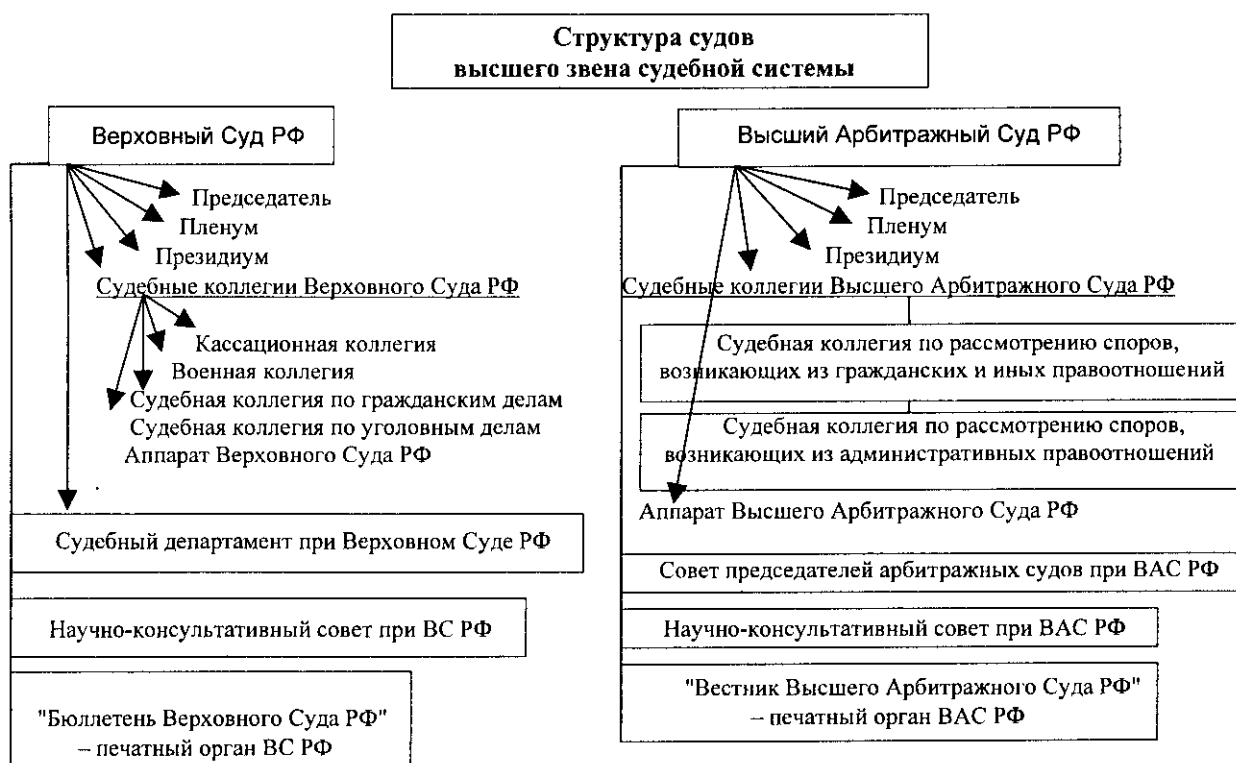 Структура судов
высшего звена судебной системы
Верховный Суд РФ
Председатель
Пленум
Президиум
Судебные коллегии Верховного Суда РФ
Кассационная коллегия
Военная коллегия
Судебная коллегия по гражданским делам
Судебная коллегия по уголовным делам
Аппарат Верховного Суда РФ
Судебный департамент при Верховном Суде РФ
Научно-консультативный совет при ВС РФ
"Бюллетень Верховного Суда РФ"
– печатный орган ВС РФ
Высший Арбитражный Суд РФ
Председатель
Пленум
Президиум
Судебные коллегии Высшего Арбитражного Суда РФ
Судебная коллегия по рассмотрению споров,
возникающих из гражданских и иных правоотношений
Судебная коллегия по рассмотрению споров,
возникающих из административных правоотношений
Аппарат Высшего Арбитражного Суда РФ
Совет председателей арбитражных судов при ВАС РФ
Научно-консультативный совет при ВАС РФ
"Вестник Высшего Арбитражного Суда РФ"
– печатный орган ВАС РФ